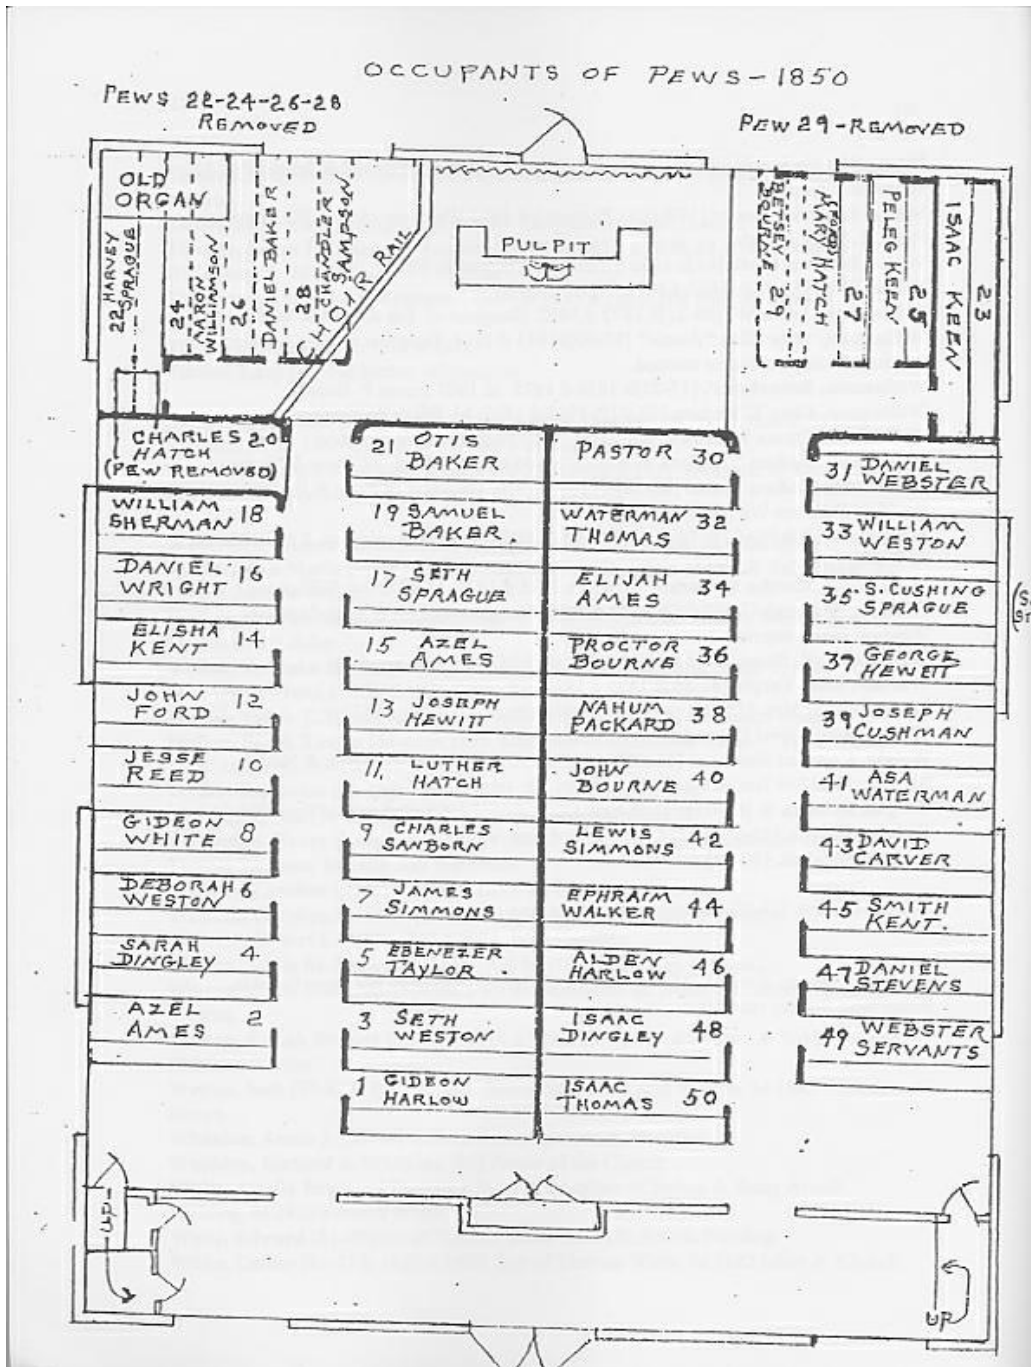 OCCUPANTS OF PEWS-1850
PEWS 22-24-26-28
REMOVED
PEW 29-REMOVED
OLD
ORGAN
HARVEY
22 SPRAGUE
24
AARON
WILLIAMSON
26
DANIEL BAKER
28
CHANDLER
SAMPSON
CHOIR RAIL
PULPIT
BETSEY
BOURNE 29
(FORD)
MARY HATCH
27
PELEG KEEN
25
ISAAC KEEN
23
CHARLES 20
HATCH
(PEW REMOVED)
WILLIAM
SHERMAN 18
DANIEL 16
WRIGHT
ELISHA
KENT 14
JOHN 12
FORD
JESSE 10
REED
GIDEON
WHITE 8
DEBORAH 6
WESTON
SARAH 4
DINGLEY
AZEL 2
AMES
21 OTIS
BAKER
19 SAMUEL
BAKER.
17 SETH
SPRAGUE
15 AZEL
AMES
13 JOSEPH
HEWITT
11. LUTHER
HATCH
9 CHARLES
SANBORN
7 JAMES
SIMMONS
5 EBENEZER
TAYLOR.
3 SETH
WESTON
1 GIDEON
HARLOW
PASTOR 30
WATERMAN 32
THOMAS
ELIJAH 34
AMES
PROCTOR 36
BOURNE
NAHUM
PACKARD 38
JOHN 40
BOURNE
LEWIS 42
SIMMONS
EPHRAIM
WALKER 44
ALDEN
HARLOW 46
ISAAC
DINGLEY 48
ISAAC
THOMAS 50
31 DANIEL
WEBSTER
33 WILLIAM
WESTON
35. S. CUSHING
SPRAGUE
37 GEORGE
HEWETT
39 JOSEPH
CUSHMAN
41 ASA
WATERMAN
43 DAVID
CARVER
45 SMITH
KENT.
47 DANIEL
STEVENS
49 WEBSTER
SERVANTS
UP
UP